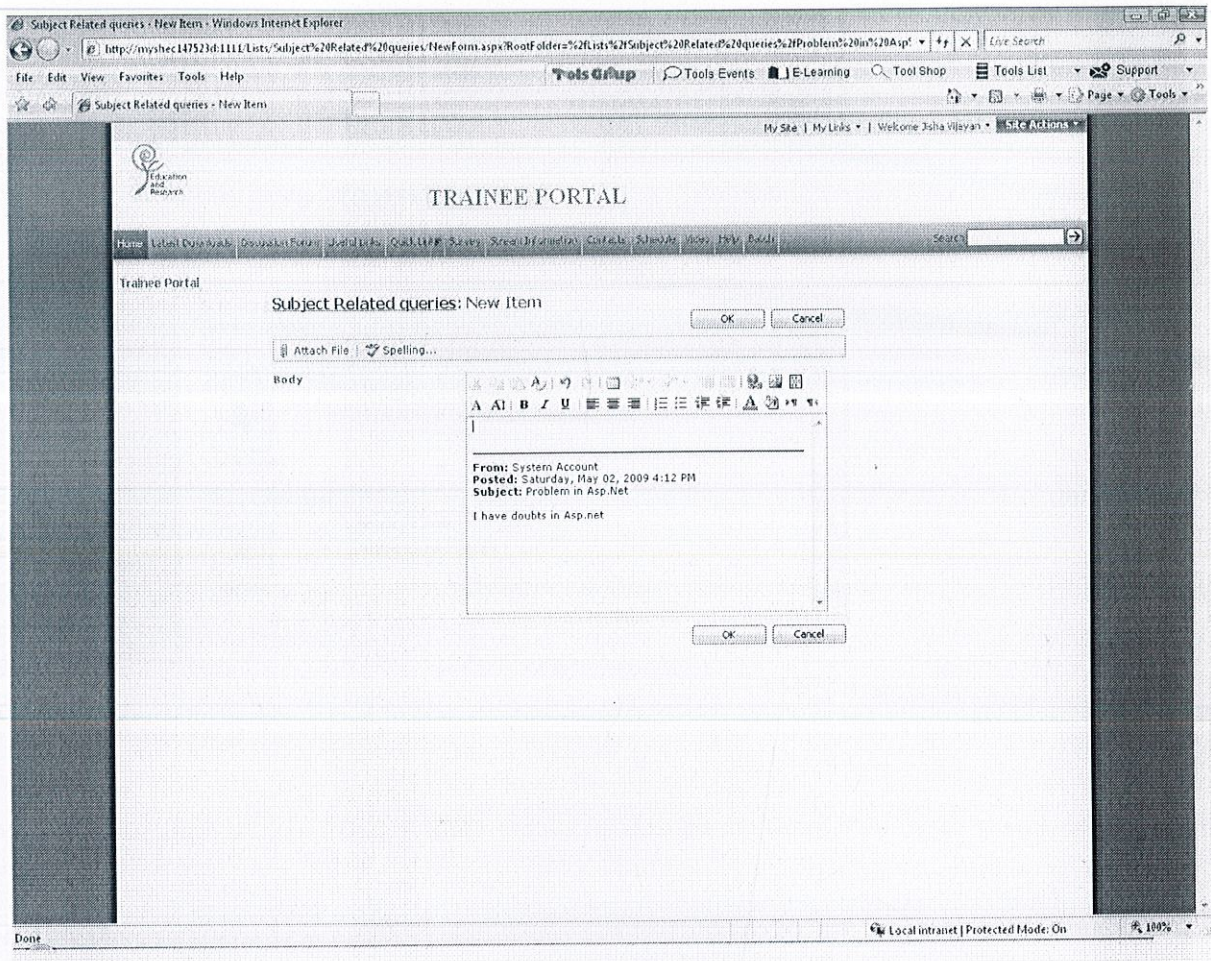 Subject Related queries - New Item - Windows Internet Explorer
http://myshec147523d:1111/Lists/Subject%20Related%20queries/NewForm.aspx?RootFolder=%2fLists%2fSubject%20Related%20queries%2fProblem%20in%20Asp%
Live Search
File Edit View Favorites Tools Help
Tools Events E-Learning Tool Shop Tools List Support
Subject Related queries - New Item
Page Tools
My Site | My Links | Welcome Jisha Vijayan Site Actions
Education
and
Research
TRAINEE PORTAL
Home Latest Downloads Discussion Forum Useful Links Quick Links Survey Stream Information Contacts Schedule Video Help Batch
Search
Trainee Portal
Subject Related queries: New Item
OK Cancel
Attach File | Spelling...
Body
A A B I U A
From: System Account
Posted: Saturday, May 02, 2009 4:12 PM
Subject: Problem in Asp.Net
I have doubts in Asp.net
OK Cancel
Done
Local intranet | Protected Mode: On
100%